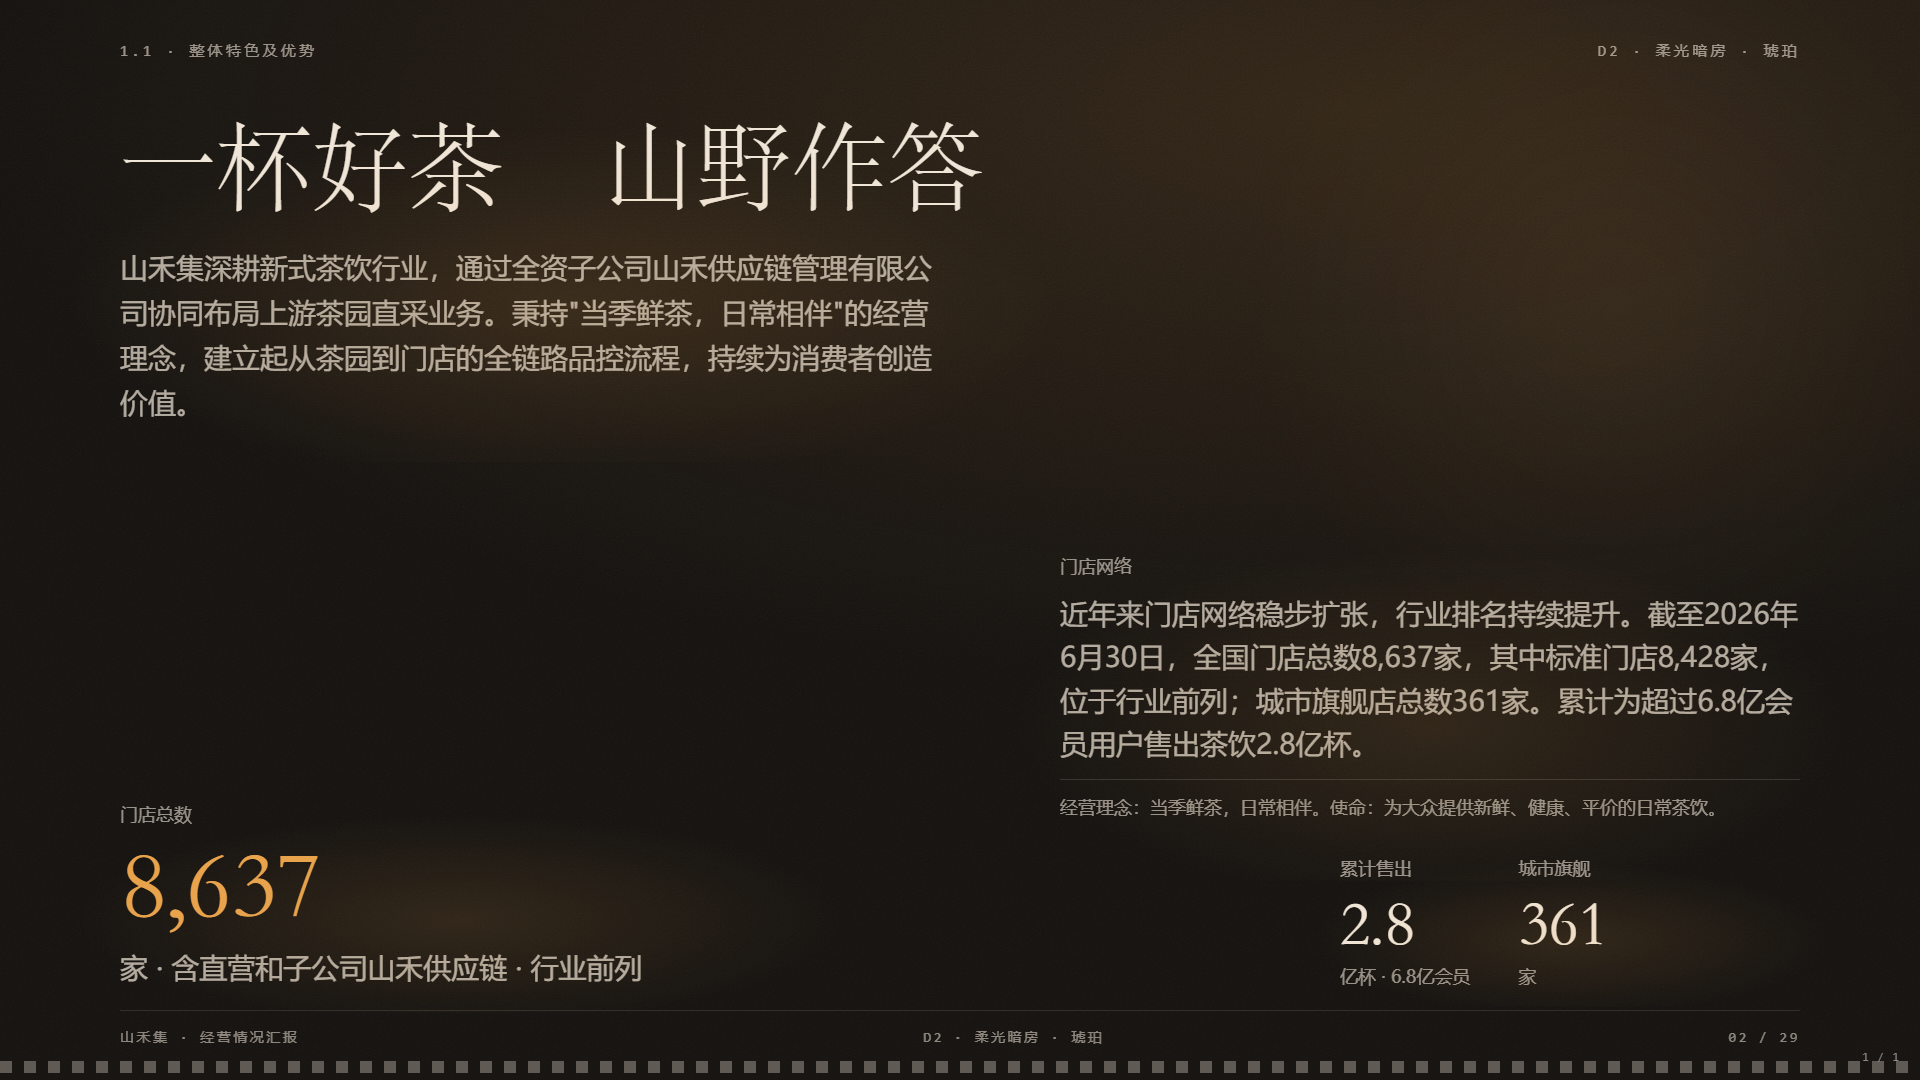 1.1 · 整体特色及优势
D2 · 柔光暗房 · 琥珀
一杯好茶　山野作答
山禾集深耕新式茶饮行业，通过全资子公司山禾供应链管理有限公
司协同布局上游茶园直采业务。秉持"当季鲜茶，日常相伴"的经营
理念，建立起从茶园到门店的全链路品控流程，持续为消费者创造
价值。
门店网络
近年来门店网络稳步扩张，行业排名持续提升。截至2026年
6月30日，全国门店总数8,637家，其中标准门店8,428家，
位于行业前列；城市旗舰店总数361家。累计为超过6.8亿会
员用户售出茶饮2.8亿杯。
经营理念：当季鲜茶，日常相伴。使命：为大众提供新鲜、健康、平价的日常茶饮。
门店总数
8,637
家 · 含直营和子公司山禾供应链 · 行业前列
累计售出
2.8
亿杯 · 6.8亿会员
城市旗舰
361
家
山禾集 · 经营情况汇报
D2 · 柔光暗房 · 琥珀
02 / 29
1 / 1